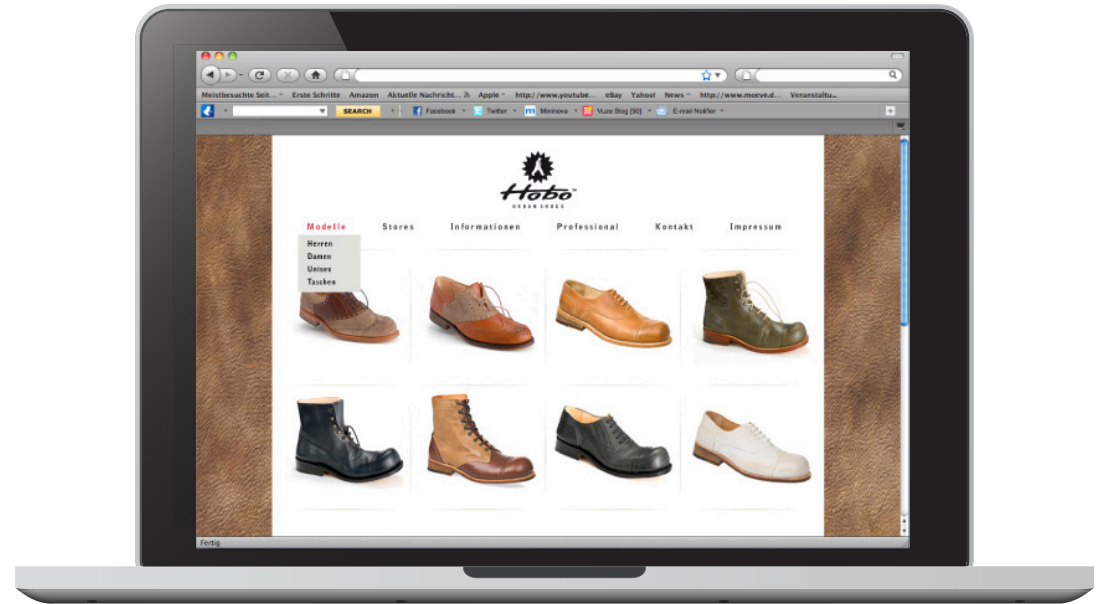 Meistbesuchte Seit... Erste Schritte Amazon Aktuelle Nachricht... Apple http://www.youtube... eBay Yahoo! News http://www.moeve.d... Veranstaltu...
SEARCH Facebook Twitter Mininova Vuze Blog [90] E-mail Notifier
Hobo™
URBAN SHOES
Modelle Stores Informationen Professional Kontakt Impressum
Herren
Damen
Unisex
Taschen
Fertig